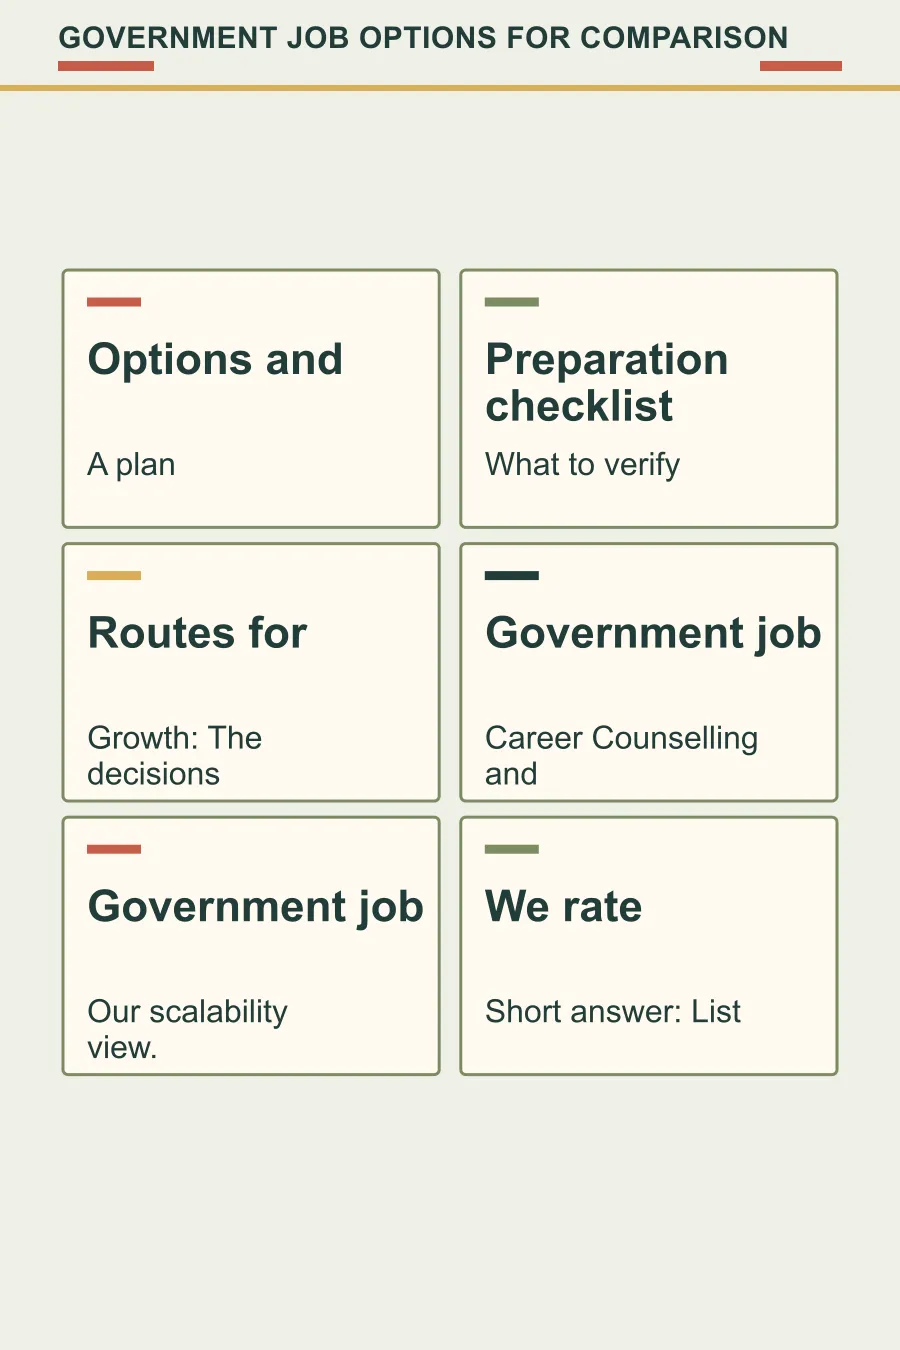 GOVERNMENT JOB OPTIONS FOR COMPARISON
Options and
A plan
Preparation
checklist
What to verify
Routes for
Growth: The
decisions
Government job
Career Counselling
and
Government job
Our scalability
view.
We rate
Short answer: List